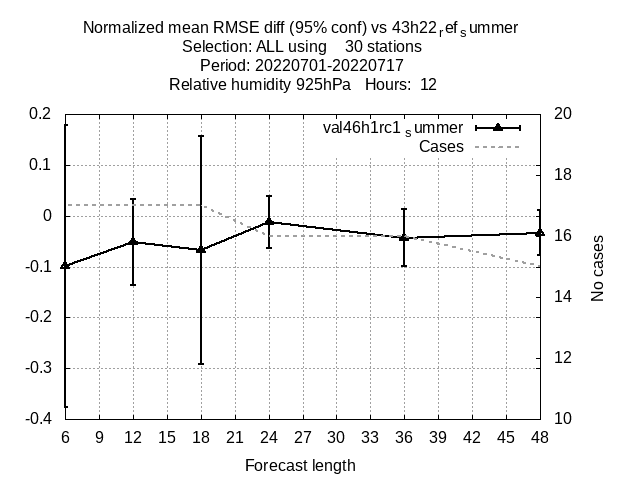 Normalized mean RMSE diff (95% conf) vs 43h22refsummer
Selection: ALL using    30 stations
Period: 20220701-20220717
Relative humidity 925hPa   Hours:  12
val46h1rc1summer
Cases
0.2
0.1
0
-0.1
-0.2
-0.3
-0.4
20
18
16
14
12
10
No cases
6 9 12 15 18 21 24 27 30 33 36 39 42 45 48
Forecast length